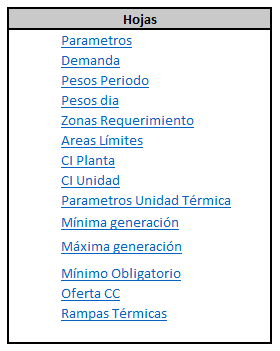 Hojas
Parametros
Demanda
Pesos Periodo
Pesos dia
Zonas Requerimiento
Areas Límites
CI Planta
CI Unidad
Parametros Unidad Térmica
Mínima generación
Máxima generación
Mínimo Obligatorio
Oferta CC
Rampas Térmicas